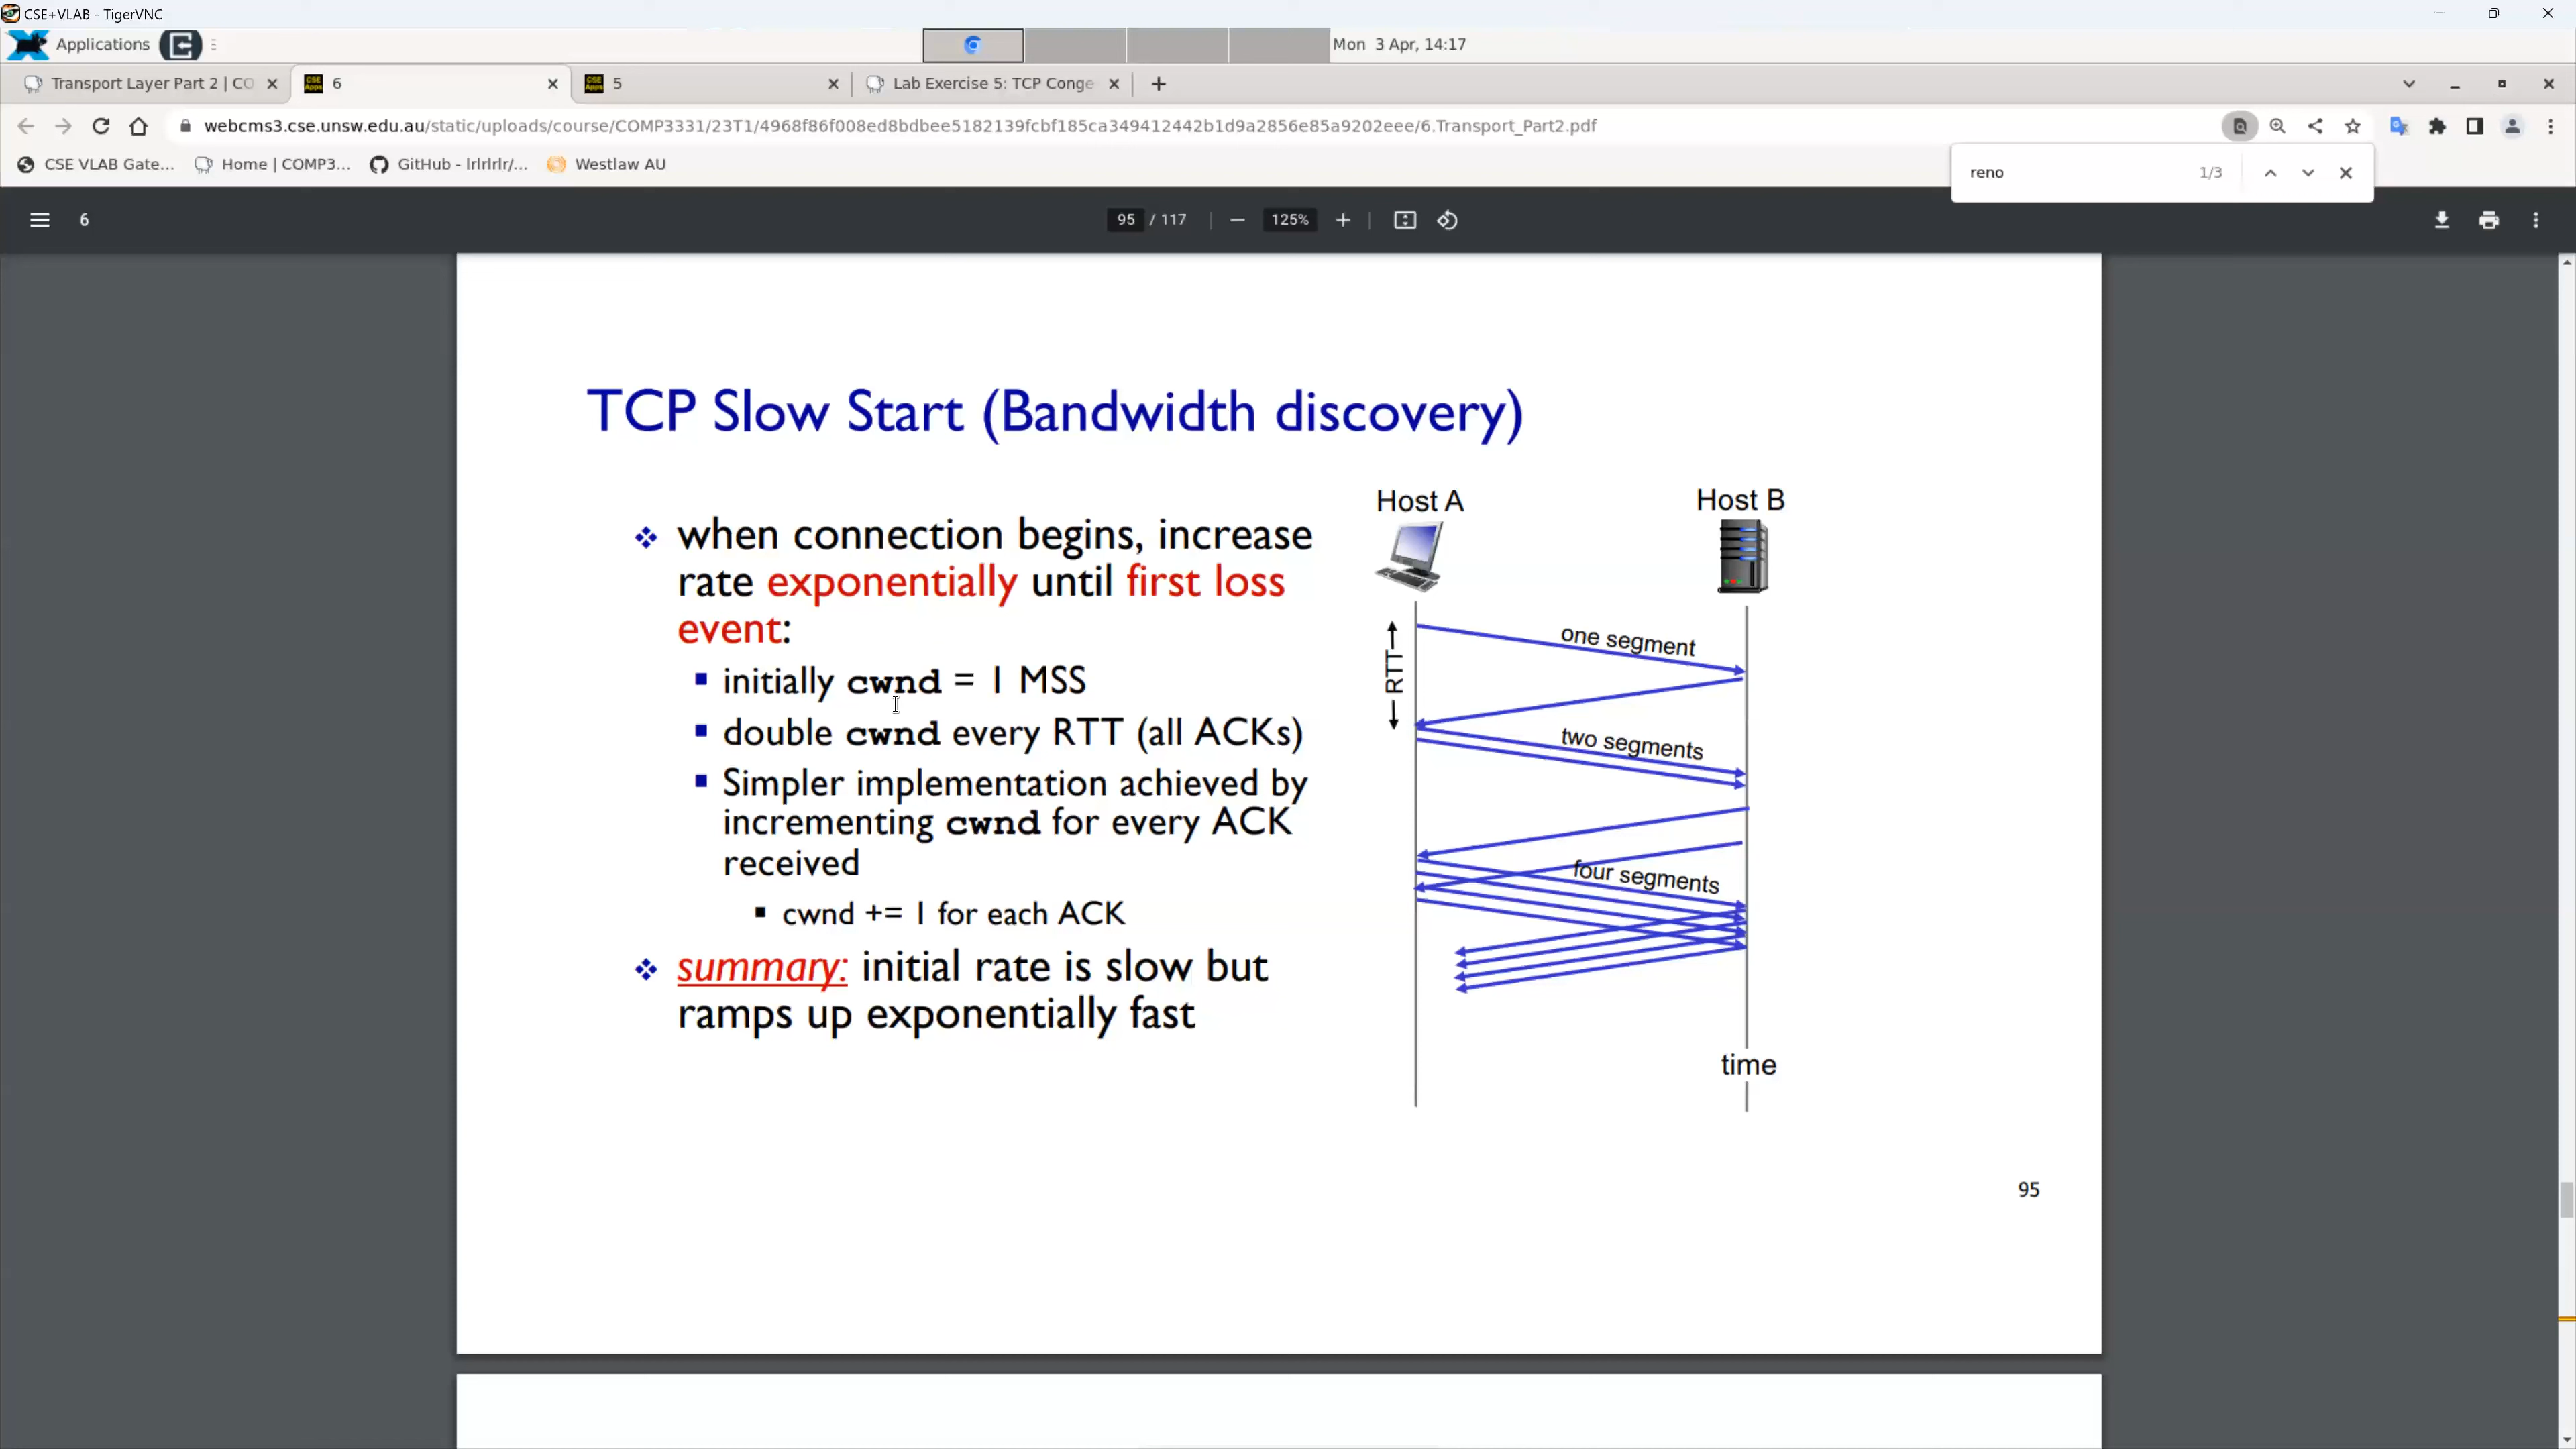 CSE+VLAB - TigerVNC
Applications
Mon 3 Apr, 14:17
Transport Layer Part 2 | CO
CSE Apps 6
CSE Apps 5
Lab Exercise 5: TCP Conge
webcms3.cse.unsw.edu.au/static/uploads/course/COMP3331/23T1/4968f86f008ed8bdbee5182139fcbf185ca349412442b1d9a2856e85a9202eee/6.Transport_Part2.pdf
CSE VLAB Gate...
Home | COMP3...
GitHub - lrlrlrlr/...
Westlaw AU
reno 1/3
6
95 / 117
125%
TCP Slow Start (Bandwidth discovery)
when connection begins, increase
rate exponentially until first loss
event:
initially cwnd = 1 MSS
double cwnd every RTT (all ACKs)
Simpler implementation achieved by
incrementing cwnd for every ACK
received
cwnd += 1 for each ACK
summary: initial rate is slow but
ramps up exponentially fast
Host A
Host B
RTT
one segment
two segments
four segments
time
95